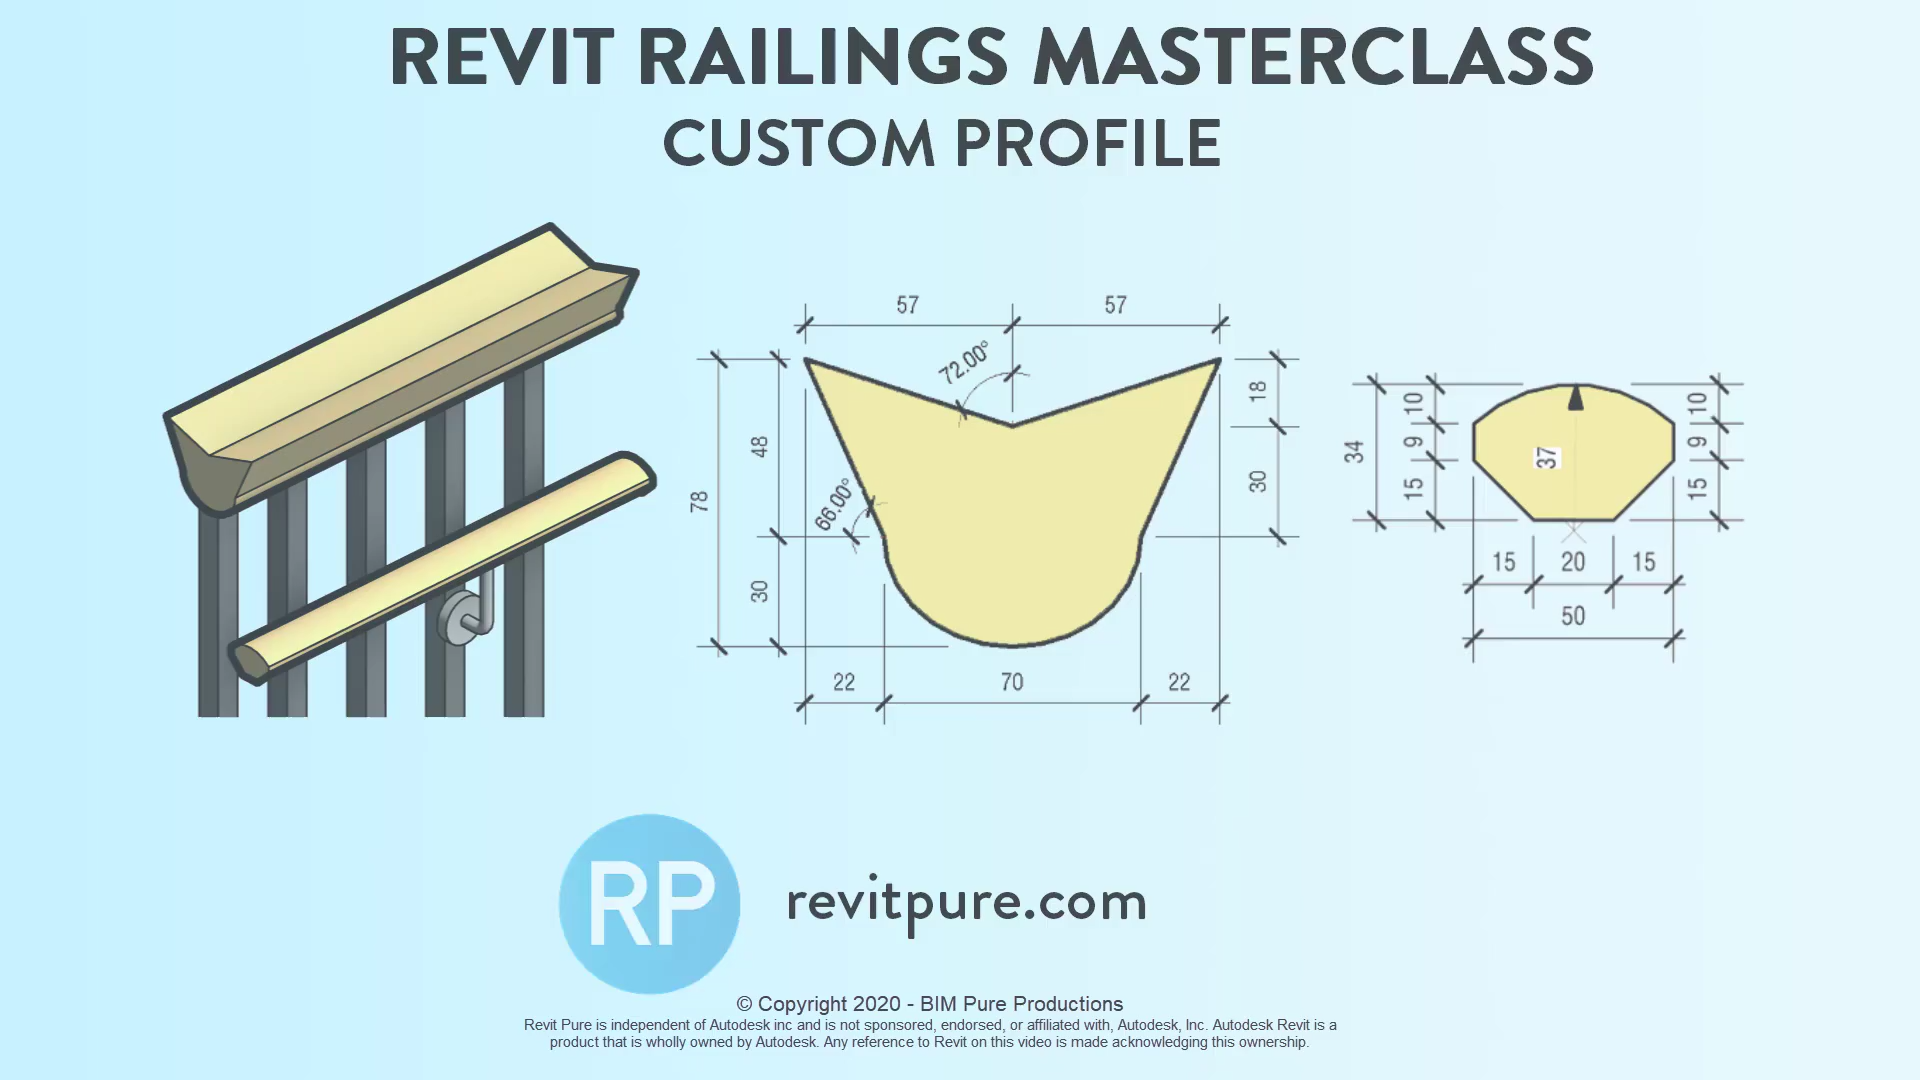 REVIT RAILINGS MASTERCLASS
CUSTOM PROFILE
57 57
72.00°
18
48
78
66.00°
30
30
22 70 22
10 10
34
9 9
37
15 15
15 20 15
50
RP
revitpure.com
© Copyright 2020 - BIM Pure Productions
Revit Pure is independent of Autodesk inc and is not sponsored, endorsed, or affiliated with, Autodesk, Inc. Autodesk Revit is a
product that is wholly owned by Autodesk. Any reference to Revit on this video is made acknowledging this ownership.